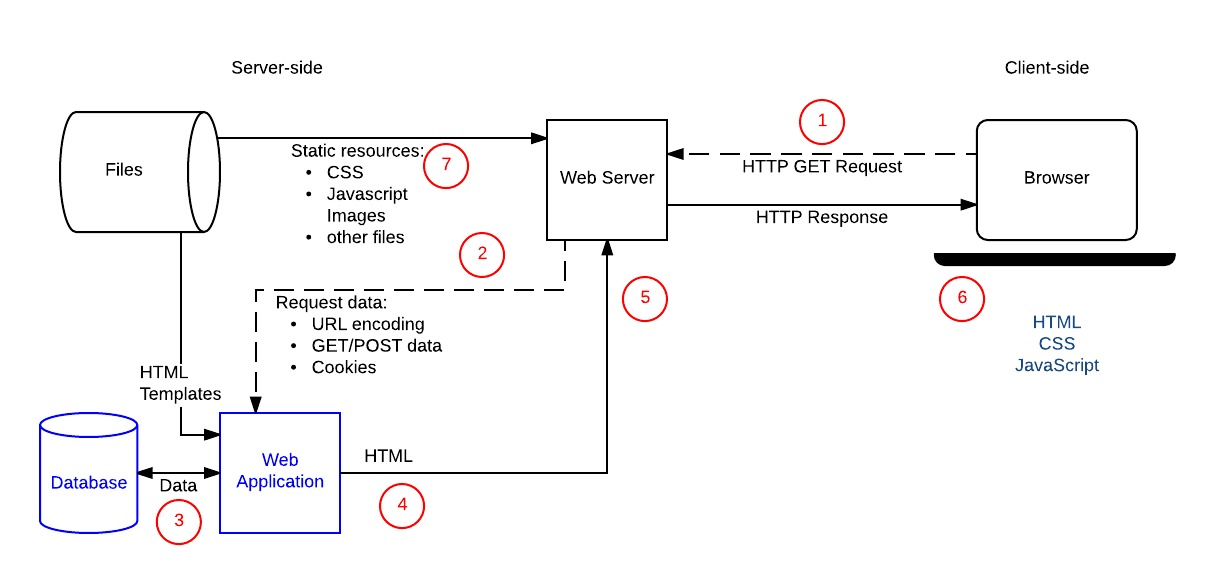 Server-side
Client-side
1
Files
Static resources:
• CSS
• Javascript
Images
• other files
7
Web Server
HTTP GET Request
HTTP Response
Browser
2
Request data:
• URL encoding
• GET/POST data
• Cookies
5
6
HTML
CSS
JavaScript
HTML
Templates
Database
Data
3
Web
Application
HTML
4